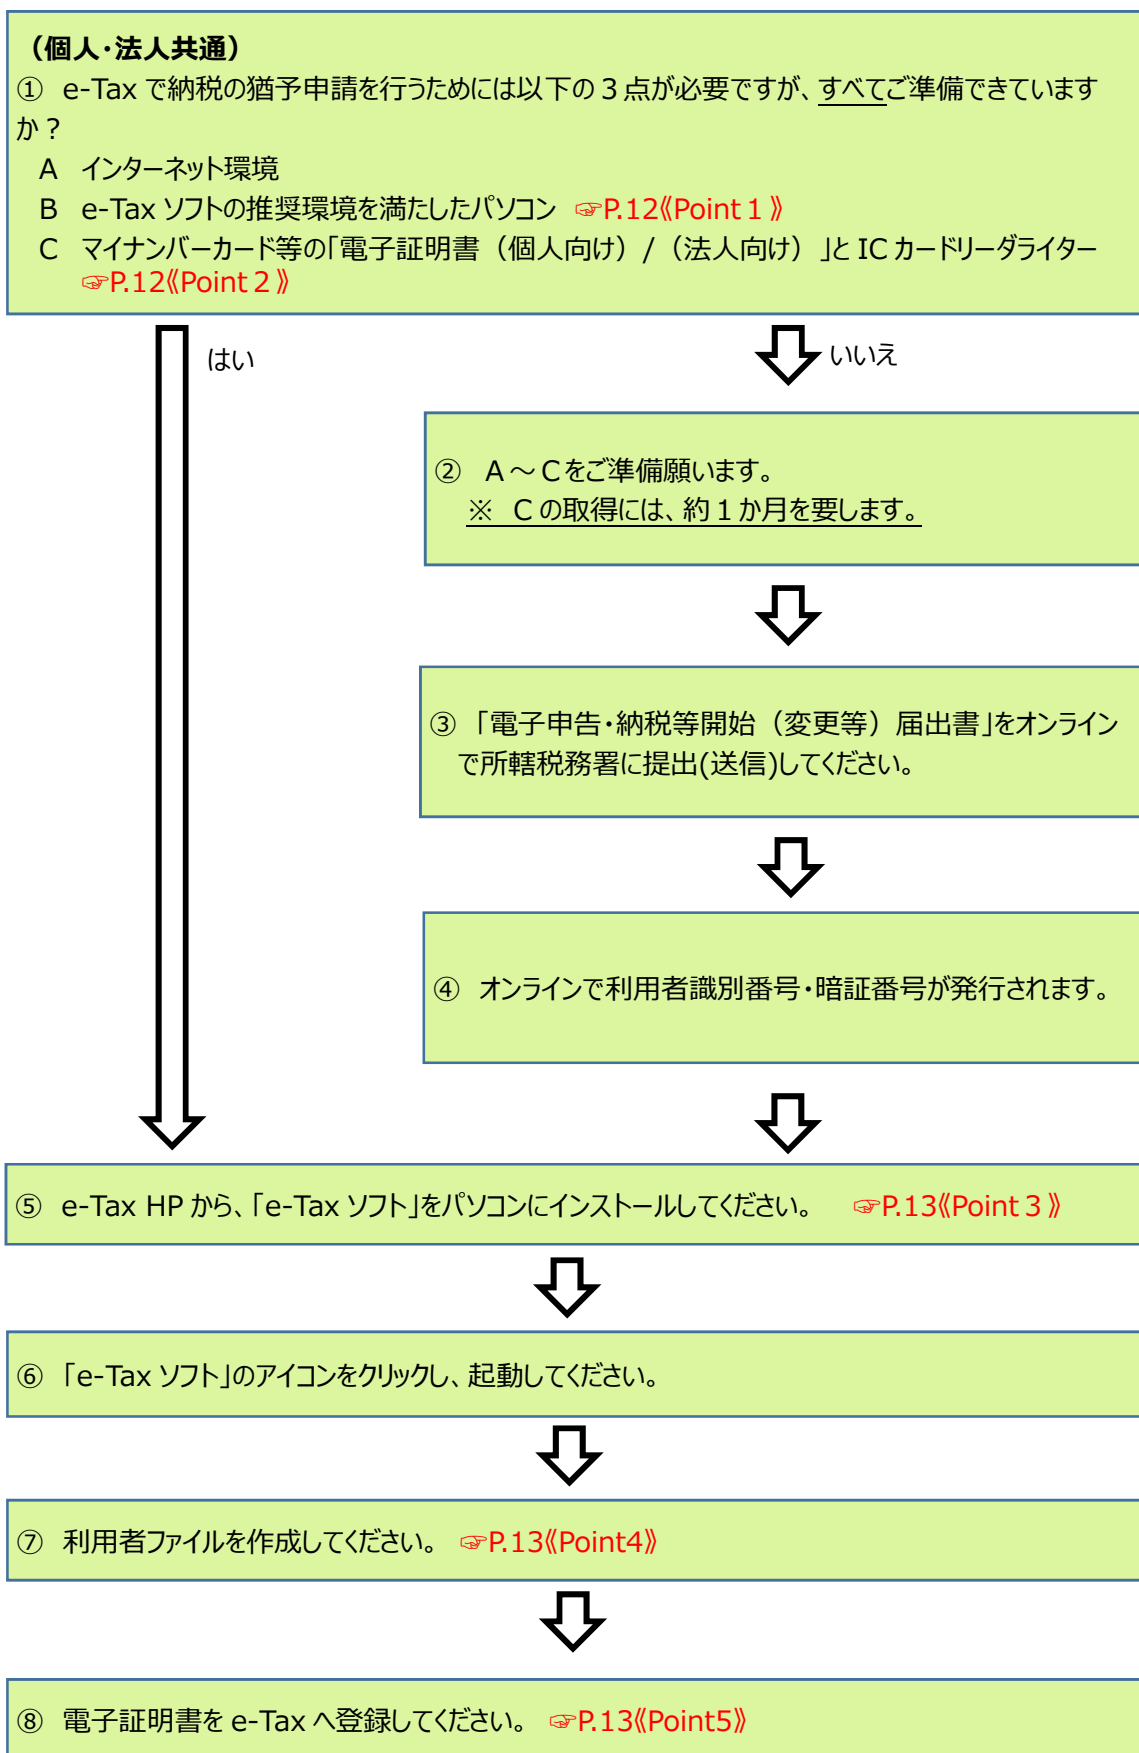 （個人・法人共通）
① e-Tax で納税の猶予申請を行うためには以下の３点が必要ですが、すべてご準備できています
か？
A インターネット環境
B e-Tax ソフトの推奨環境を満たしたパソコン ☞P.12《Point１》
C マイナンバーカード等の「電子証明書（個人向け）/（法人向け）」と IC カードリーダライター
☞P.12《Point２》
はい
いいえ
② A～Cをご準備願います。
※ Cの取得には、約１か月を要します。
③ 「電子申告・納税等開始（変更等）届出書」をオンライン
で所轄税務署に提出(送信)してください。
④ オンラインで利用者識別番号・暗証番号が発行されます。
⑤ e-Tax HP から、「e-Tax ソフト」をパソコンにインストールしてください。 ☞P.13《Point３》
⑥ 「e-Tax ソフト」のアイコンをクリックし、起動してください。
⑦ 利用者ファイルを作成してください。 ☞P.13《Point4》
⑧ 電子証明書を e-Tax へ登録してください。 ☞P.13《Point5》